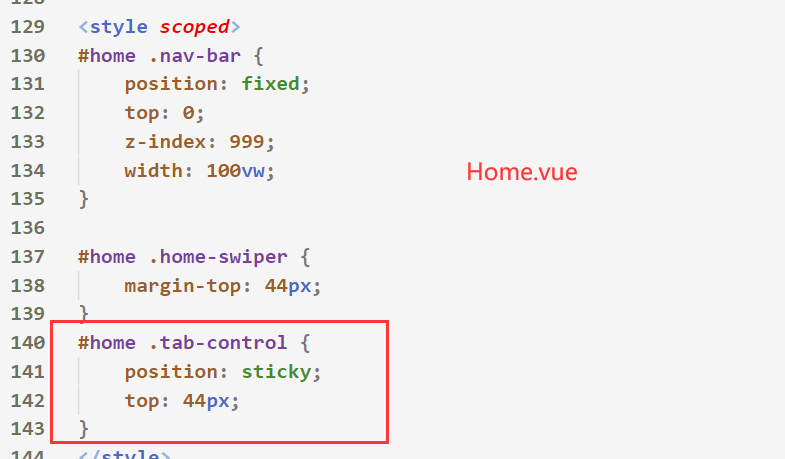 129 <style scoped>
130 #home .nav-bar {
131 position: fixed;
132 top: 0;
133 z-index: 999;
134 width: 100vw;
135 }
Home.vue
136
137 #home .home-swiper {
138 margin-top: 44px;
139 }
140 #home .tab-control {
141 position: sticky;
142 top: 44px;
143 }
144 </style>